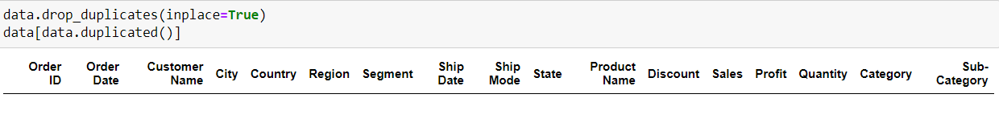 data.drop_duplicates(inplace=True)
data[data.duplicated()]
Order ID Order Date Customer Name City Country Region Segment Ship Date Ship Mode State Product Name Discount Sales Profit Quantity Category Sub-Category